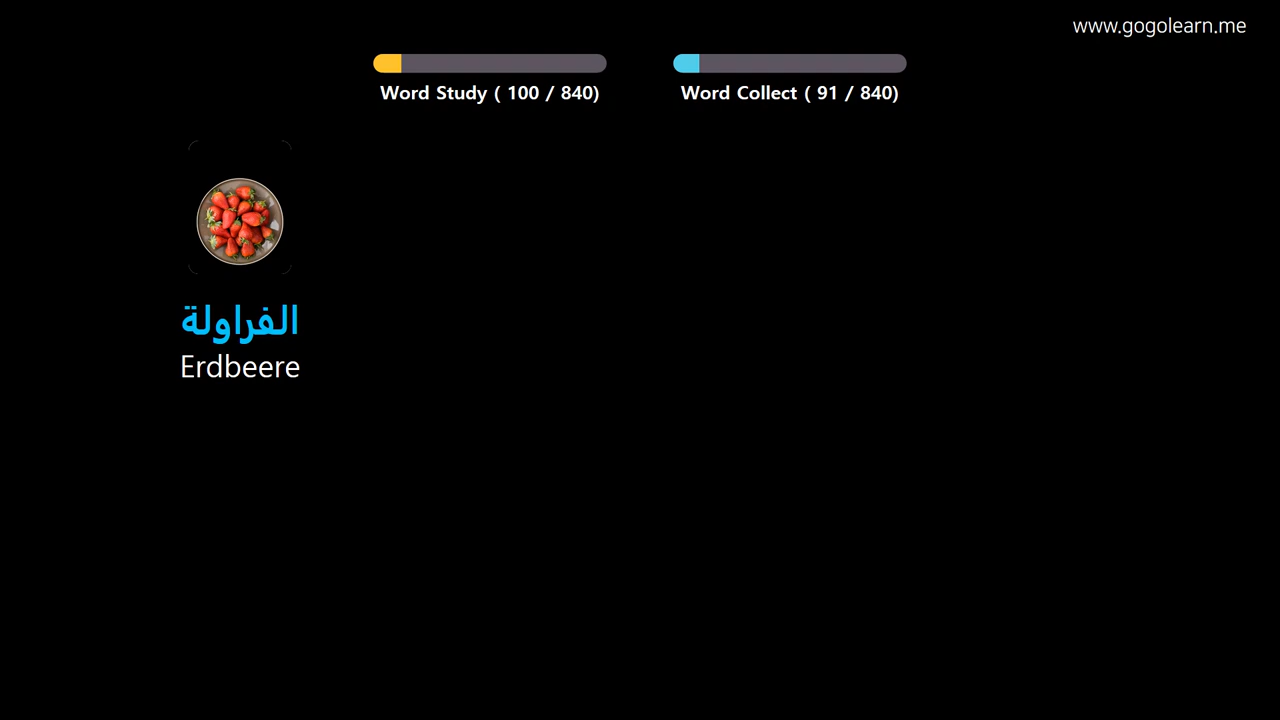 www.gogolearn.me
Word Study ( 100 / 840)
Word Collect ( 91 / 840)
الفراولة
Erdbeere